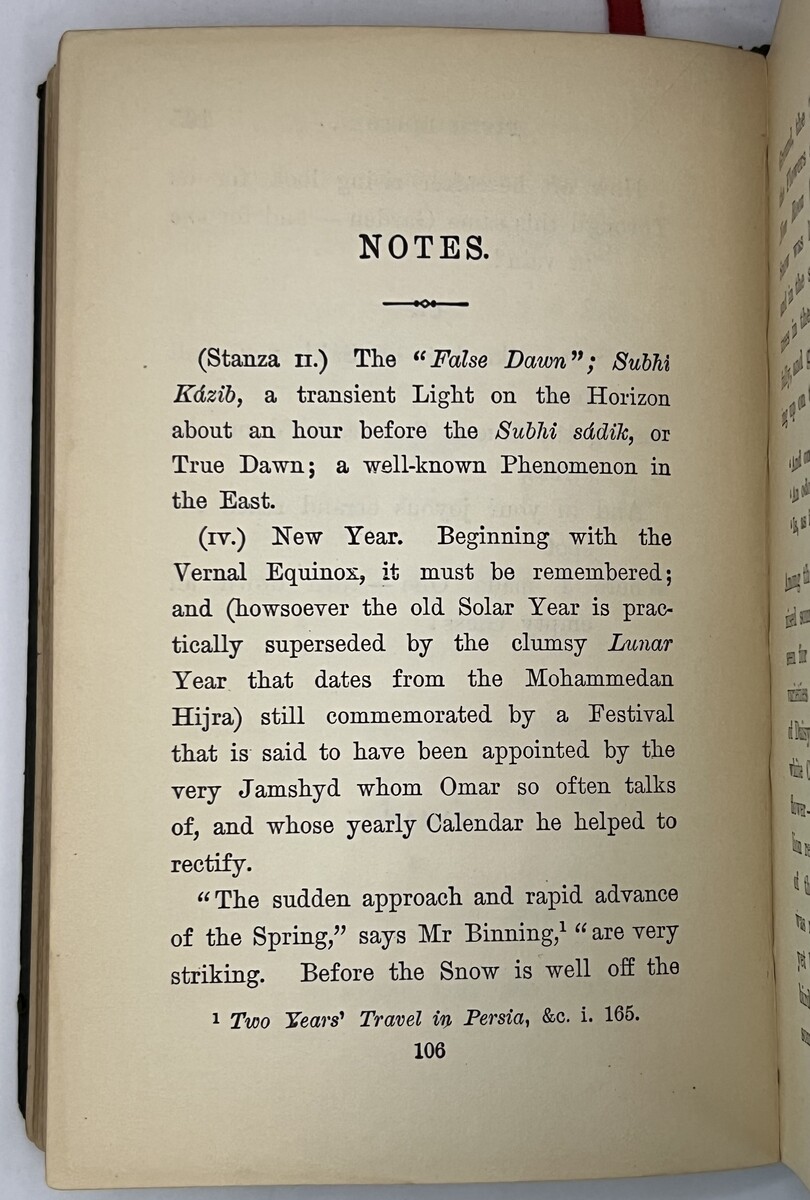 NOTES.
(Stanza II.) The “False Dawn”; Subhi
Kázib, a transient Light on the Horizon
about an hour before the Subhi sádik, or
True Dawn; a well-known Phenomenon in
the East.
(IV.) New Year. Beginning with the
Vernal Equinox, it must be remembered;
and (howsoever the old Solar Year is prac-
tically superseded by the clumsy Lunar
Year that dates from the Mohammedan
Hijra) still commemorated by a Festival
that is said to have been appointed by the
very Jamshyd whom Omar so often talks
of, and whose yearly Calendar he helped to
rectify.
“The sudden approach and rapid advance
of the Spring,” says Mr Binning,¹ “are very
striking. Before the Snow is well off the
¹ Two Years' Travel in Persia, &c. i. 165.
106